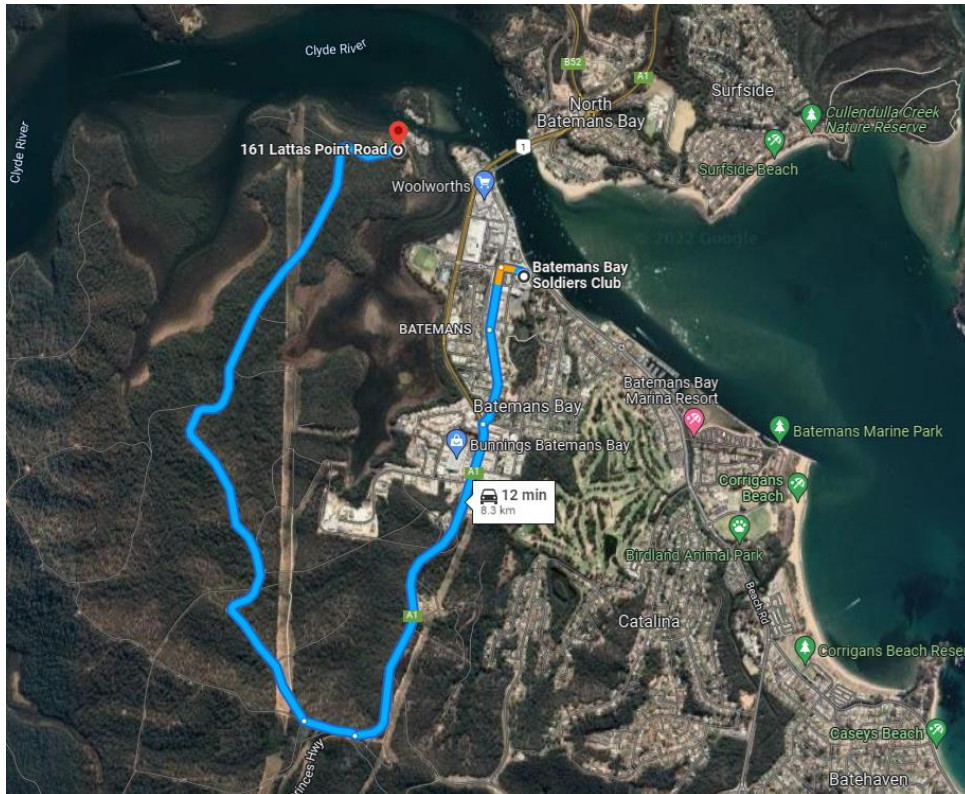 Clyde River
B52
A1
Surfside
North
Batemans Bay
Cullendulla Creek
Nature Reserve
Clyde River
161 Lattas Point Road
1
Surfside Beach
Woolworths
© 2022 Google
Batemans Bay
Soldiers Club
BATEMANS
Batemans Bay
Marina Resort
Batemans Bay
Batemans Marine Park
Bunnings Batemans Bay
A1
12 min
8.3 km
Corrigans
Beach
Birdland Animal Park
Beach Rd
A1
Catalina
Corrigans Beach Rese
Princes Hwy
Caseys Beach
Batehaven